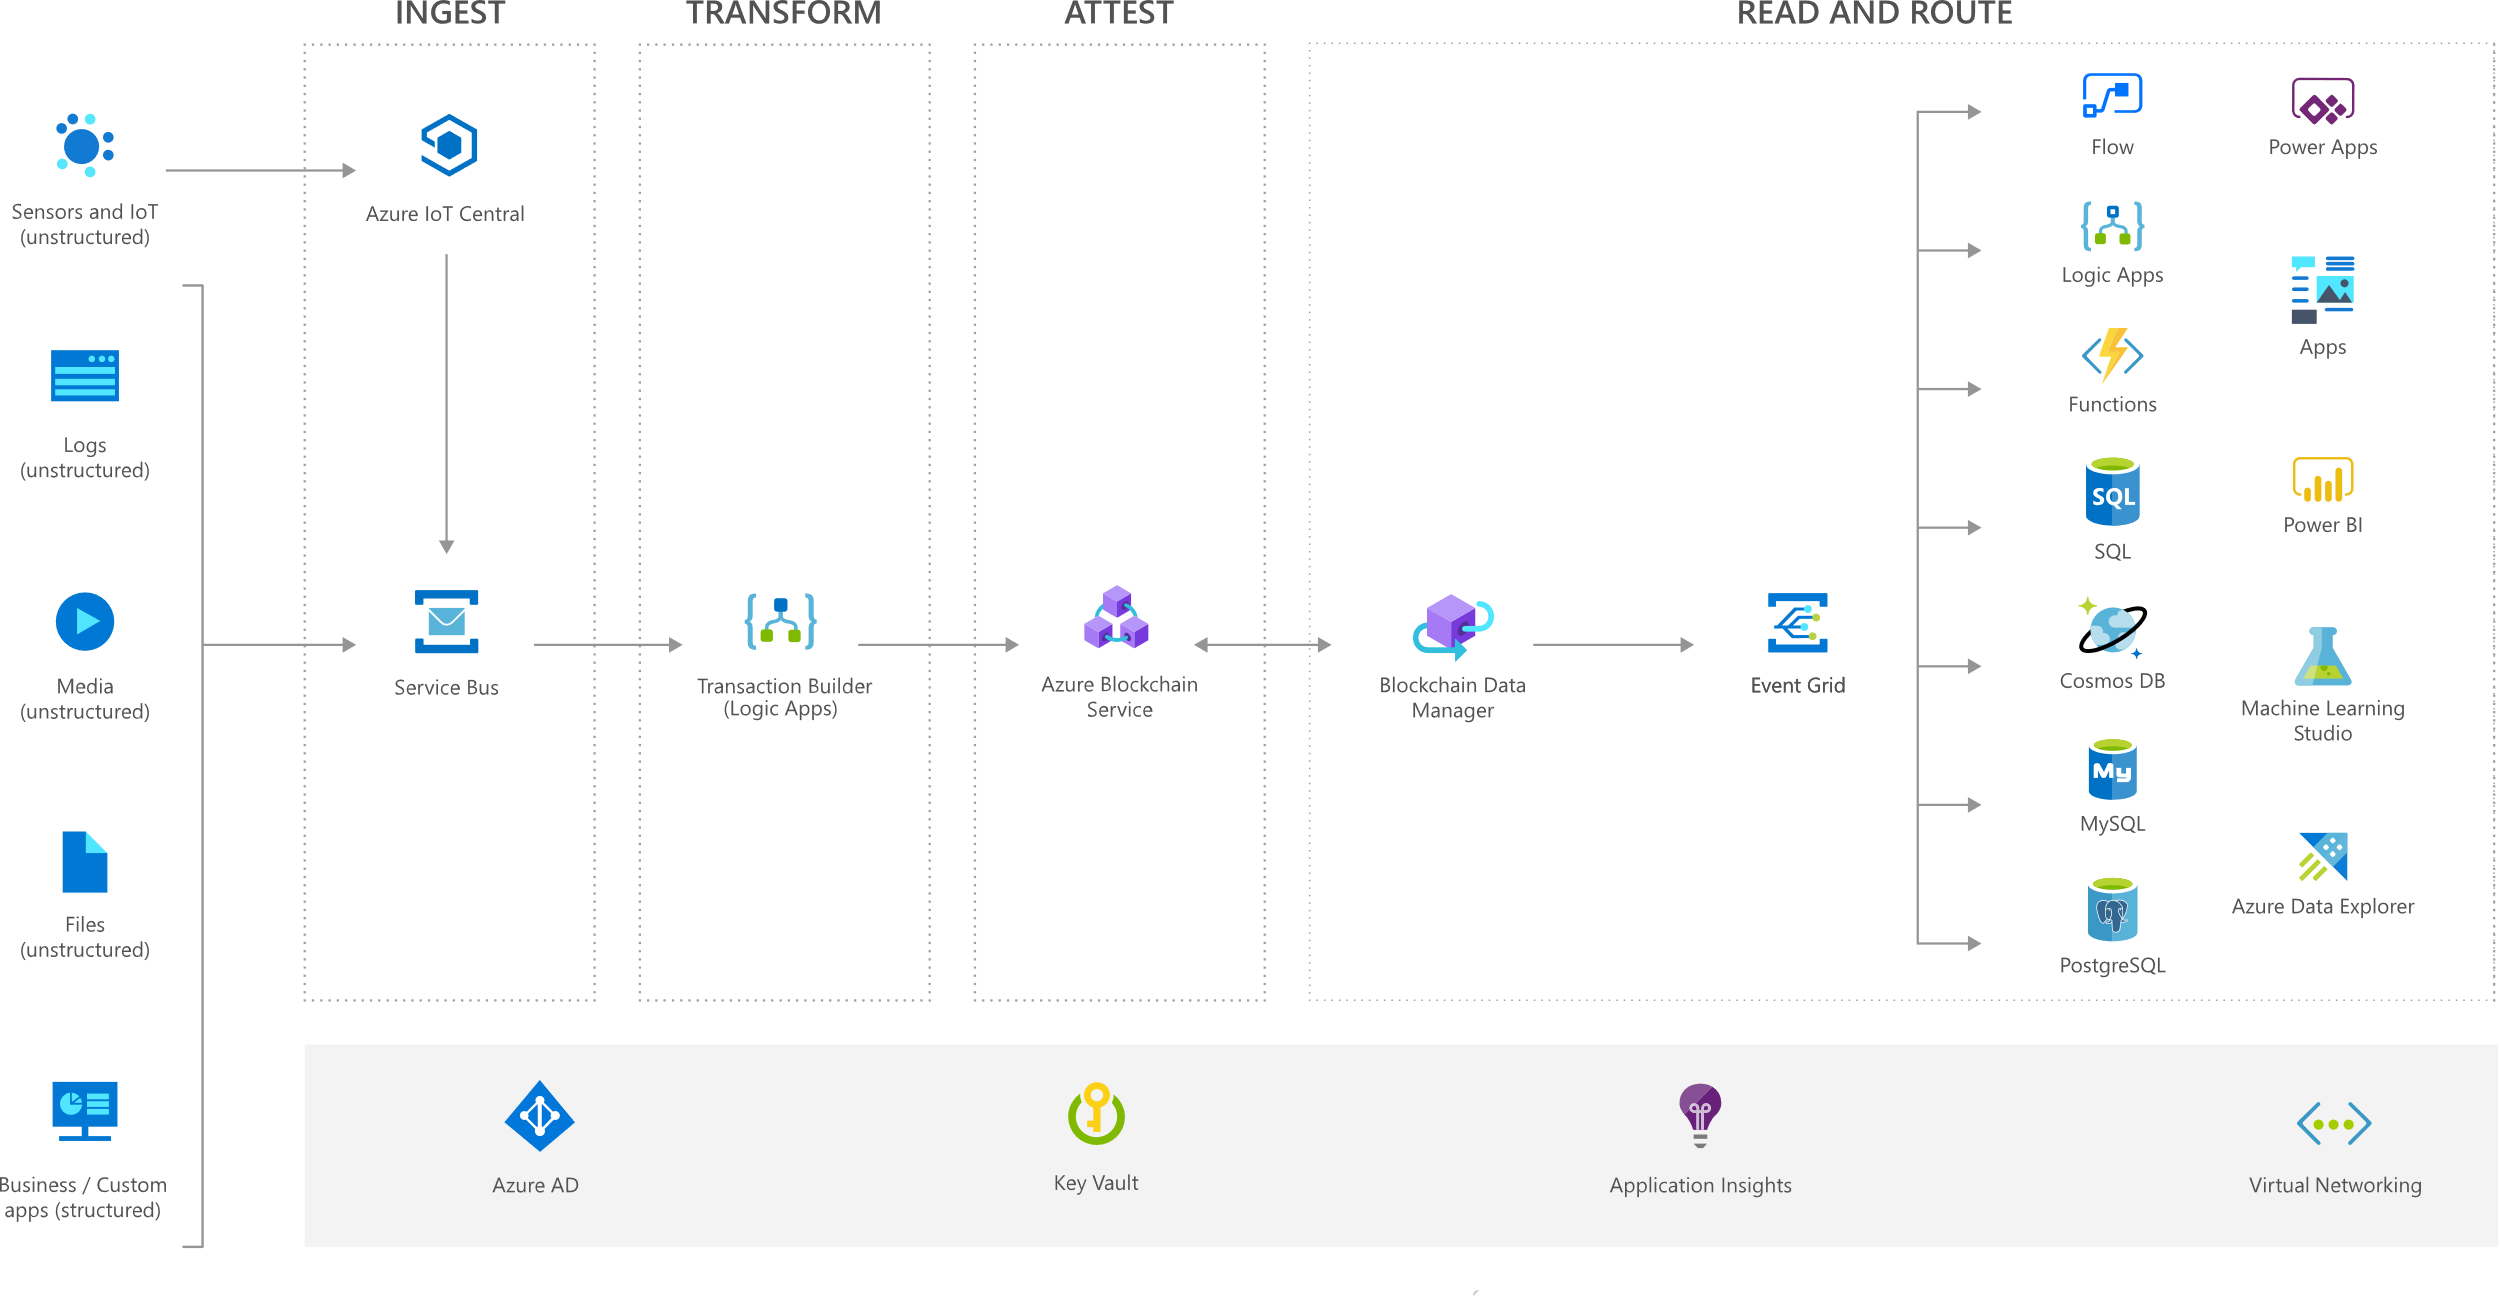 INGEST
TRANSFORM
ATTEST
READ AND ROUTE
Sensors and IoT
(unstructured)
Logs
(unstructured)
Media
(unstructured)
Files
(unstructured)
Business / Custom
apps (structured)
Azure IoT Central
Service Bus
Transaction Builder
(Logic Apps)
Azure Blockchain
Service
Blockchain Data
Manager
Event Grid
Flow
Logic Apps
Functions
SQL
SQL
Cosmos DB
My
MySQL
PostgreSQL
Power Apps
Apps
Power BI
Machine Learning
Studio
Azure Data Explorer
Azure AD
Key Vault
Application Insights
Virtual Networking